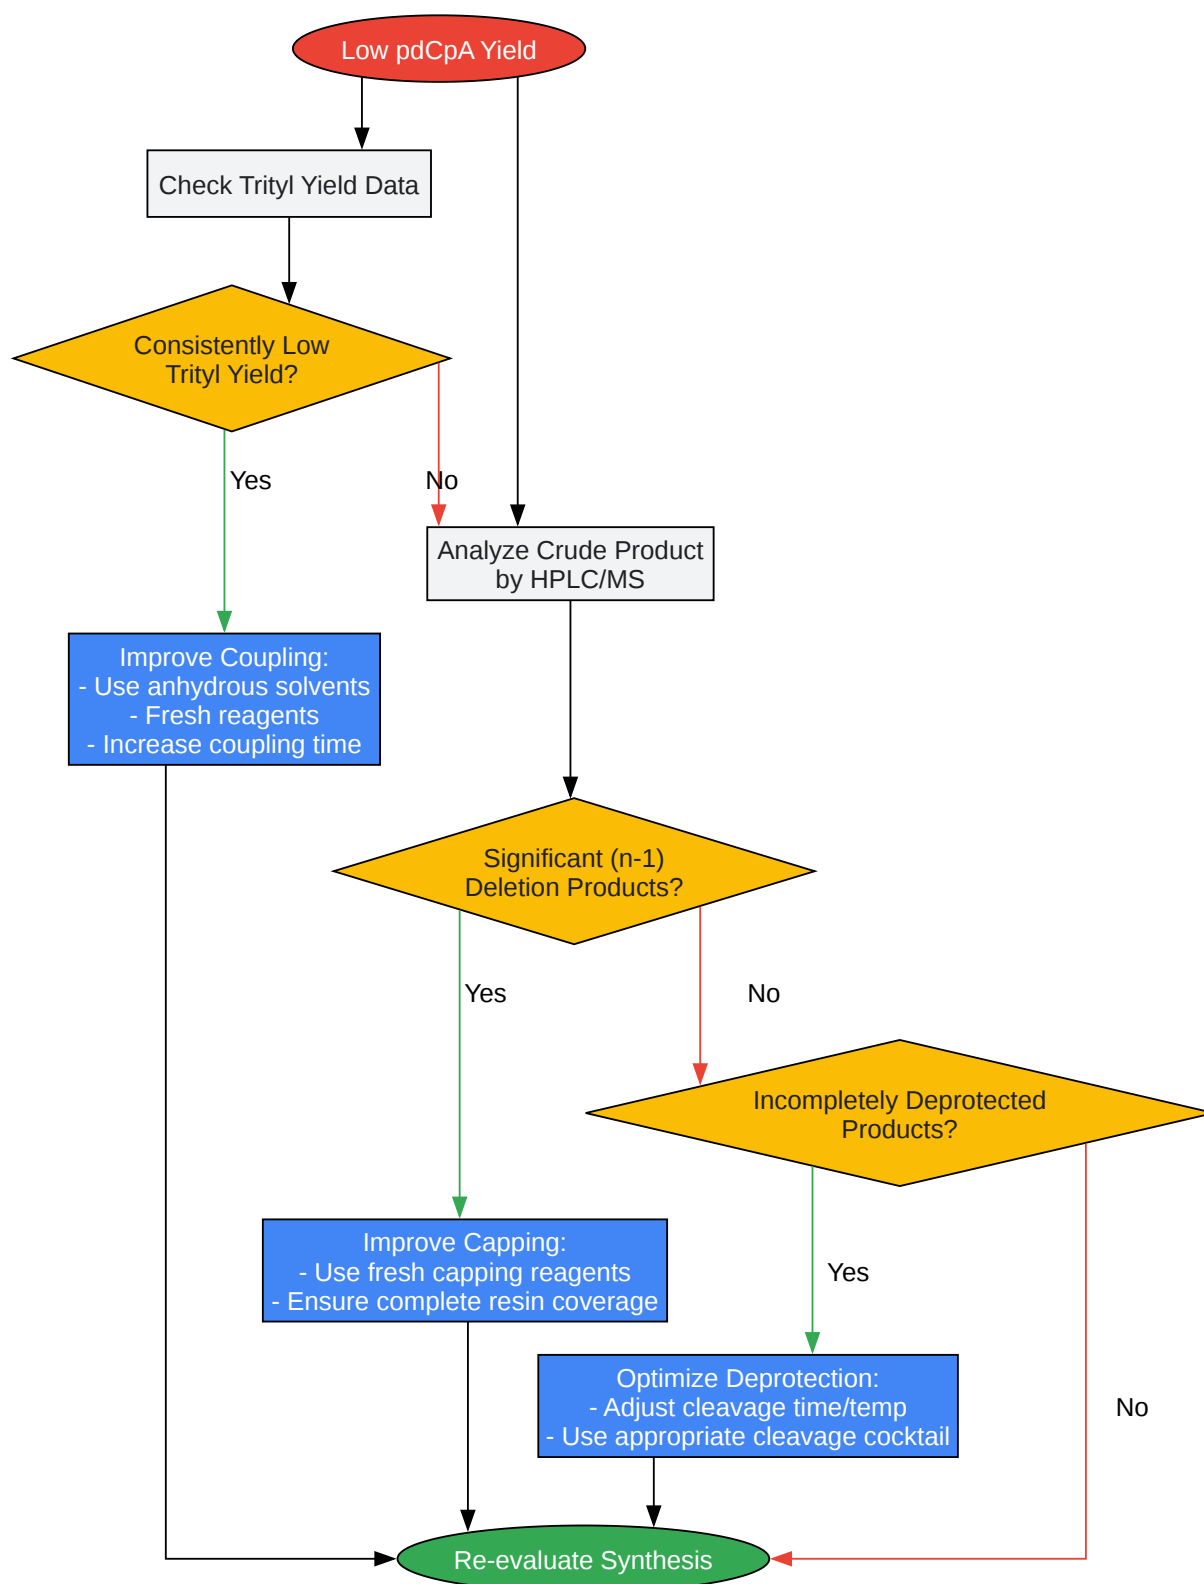 Low pdCpA Yield
Check Trityl Yield Data
Consistently Low
Trityl Yield?
Yes
No
Analyze Crude Product
by HPLC/MS
Improve Coupling:
- Use anhydrous solvents
- Fresh reagents
- Increase coupling time
Significant (n-1)
Deletion Products?
Yes
No
Incompletely Deprotected
Products?
Improve Capping:
- Use fresh capping reagents
- Ensure complete resin coverage
Yes
Optimize Deprotection:
- Adjust cleavage time/temp
- Use appropriate cleavage cocktail
No
Re-evaluate Synthesis